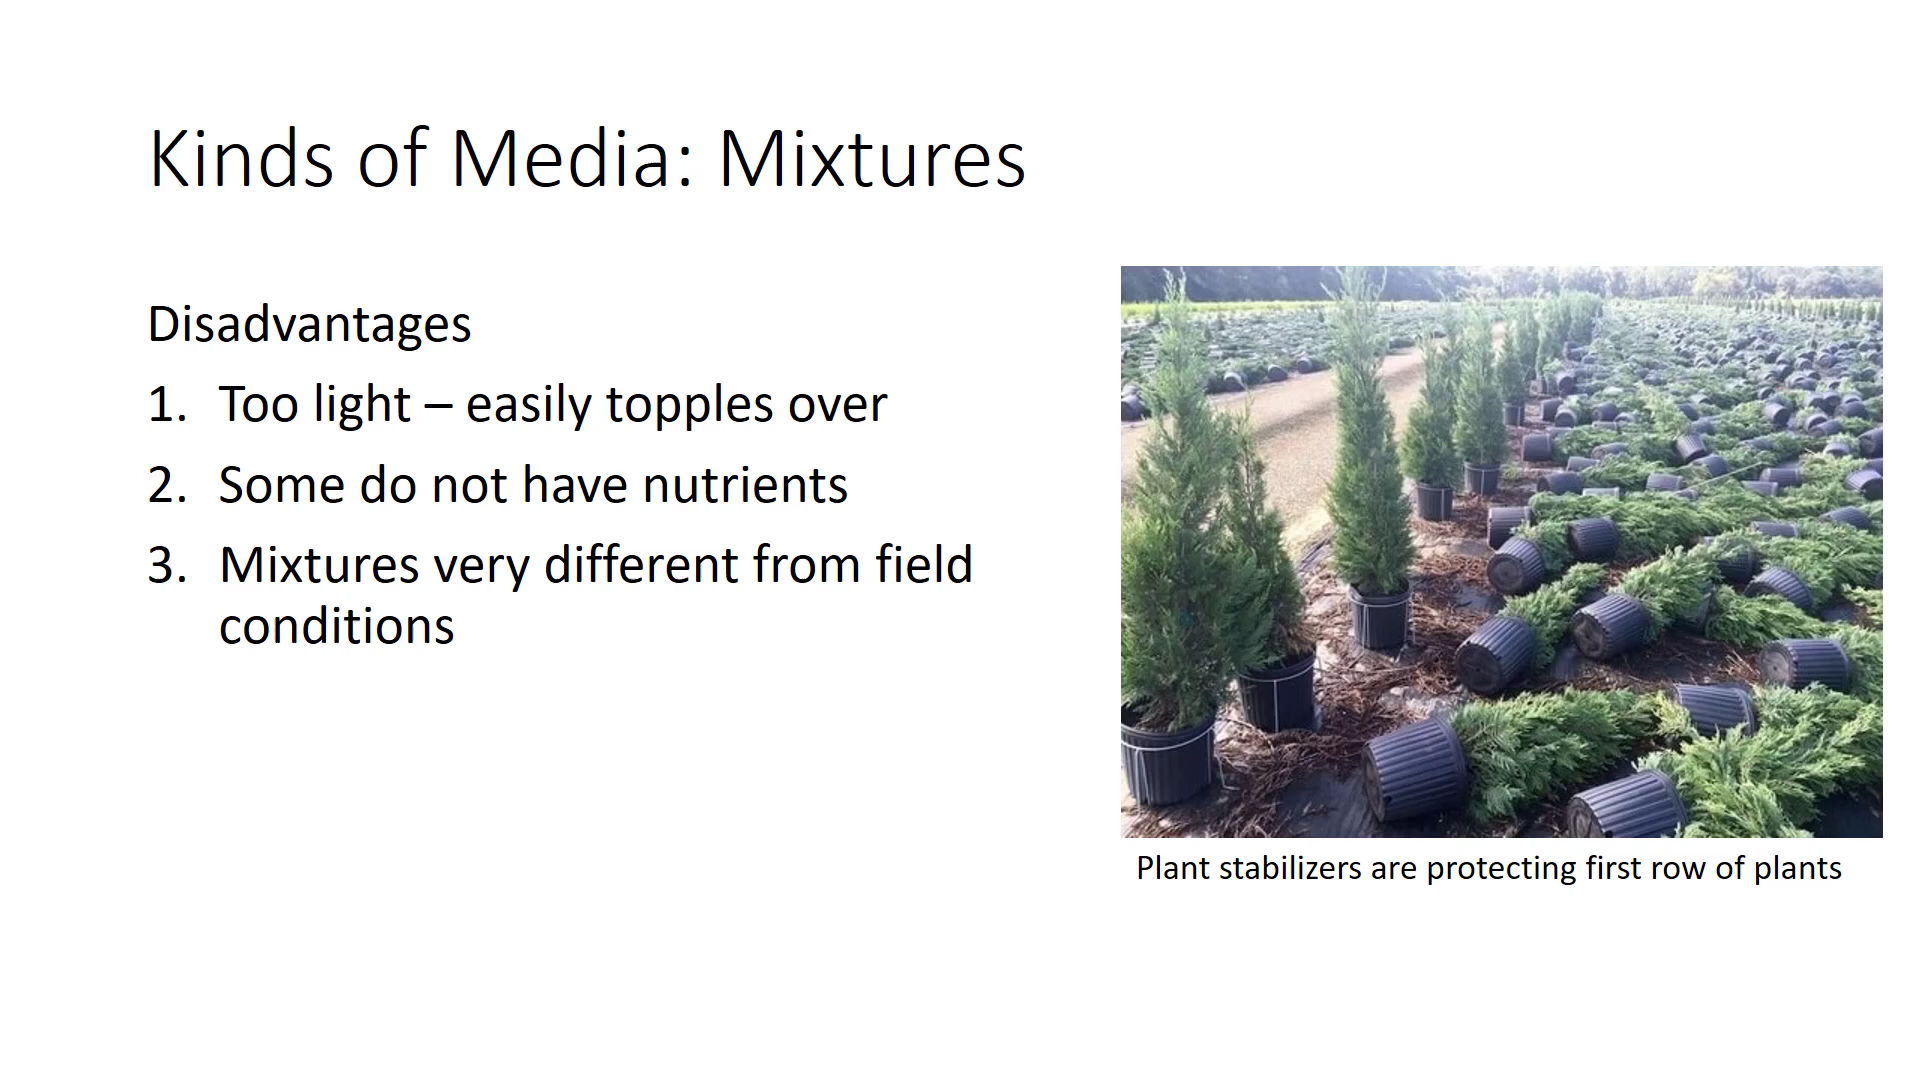 Kinds of Media: Mixtures
Disadvantages
1. Too light – easily topples over
2. Some do not have nutrients
3. Mixtures very different from field
conditions
Plant stabilizers are protecting first row of plants